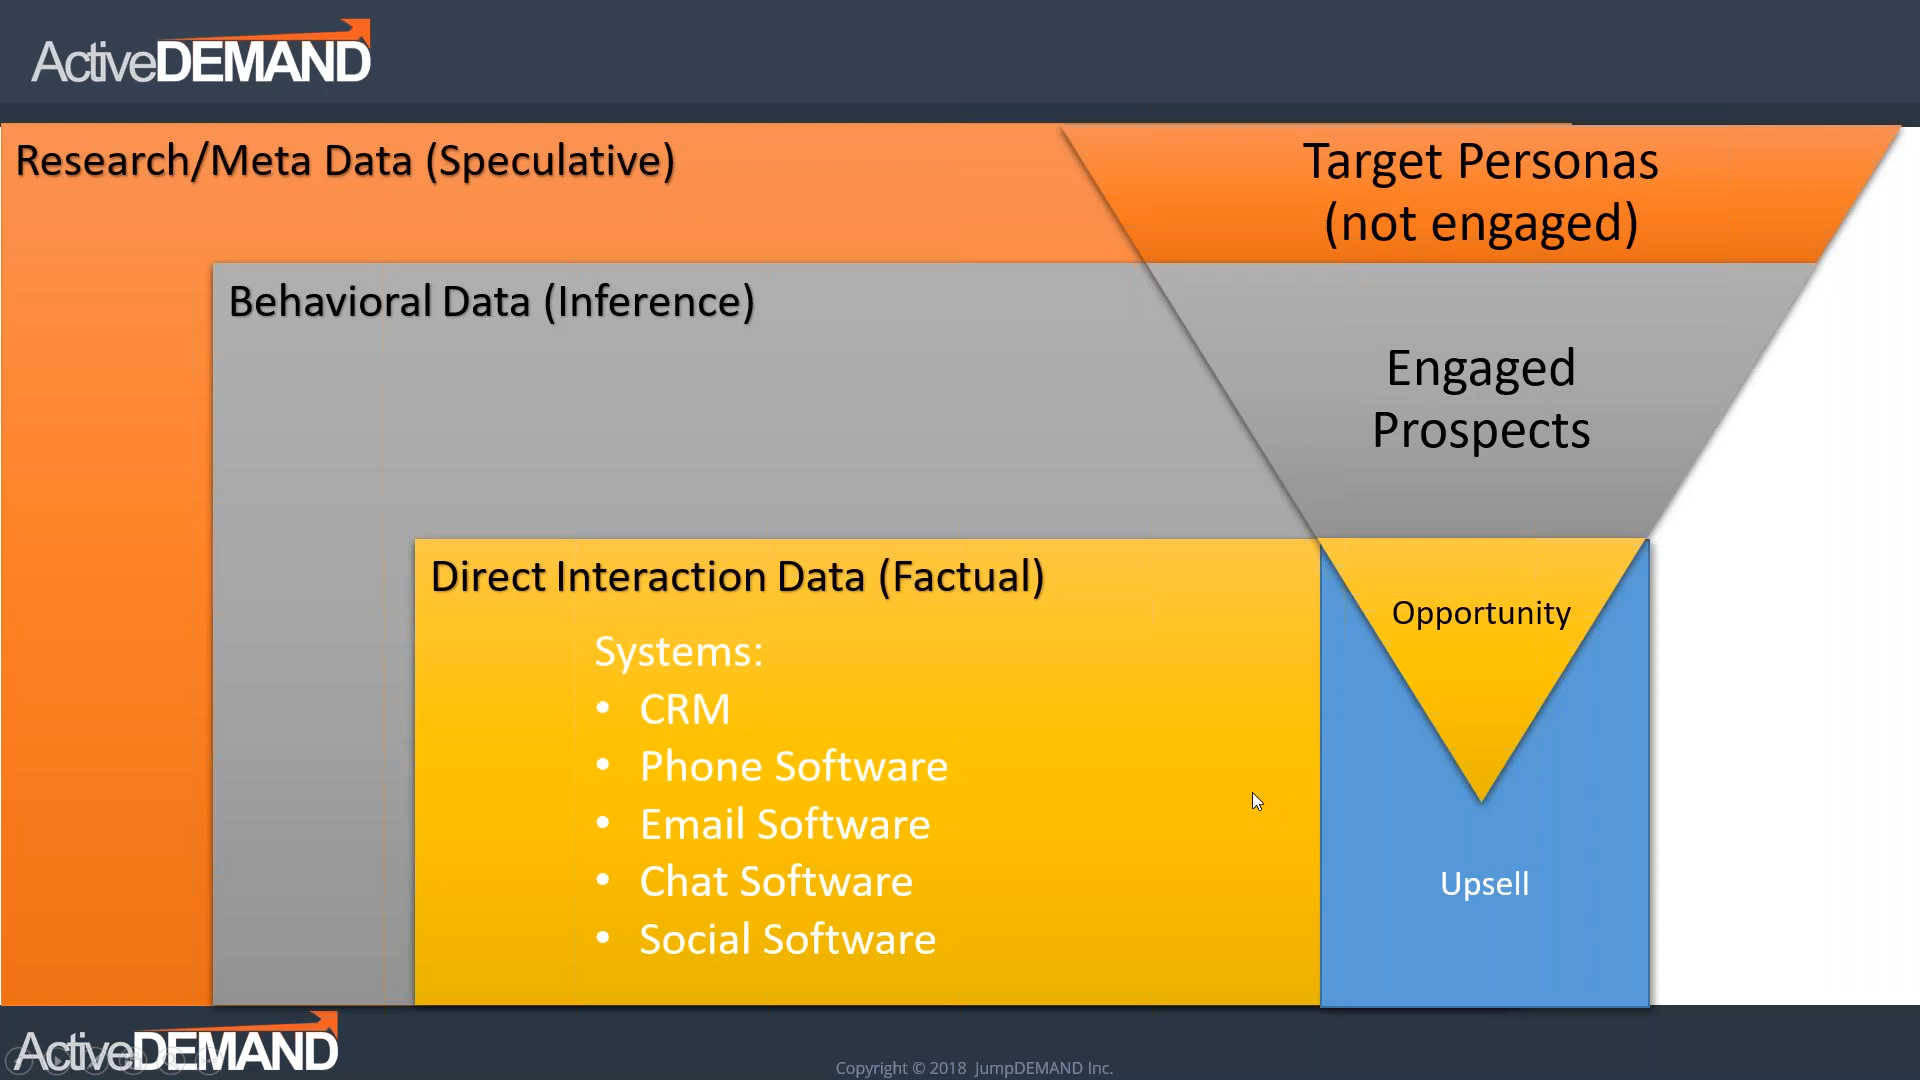 ActiveDEMAND
Research/Meta Data (Speculative)
Target Personas
(not engaged)
Behavioral Data (Inference)
Engaged
Prospects
Direct Interaction Data (Factual)
Systems:
• CRM
• Phone Software
• Email Software
• Chat Software
• Social Software
Opportunity
Upsell
ActiveDEMAND
Copyright © 2018 JumpDEMAND Inc.